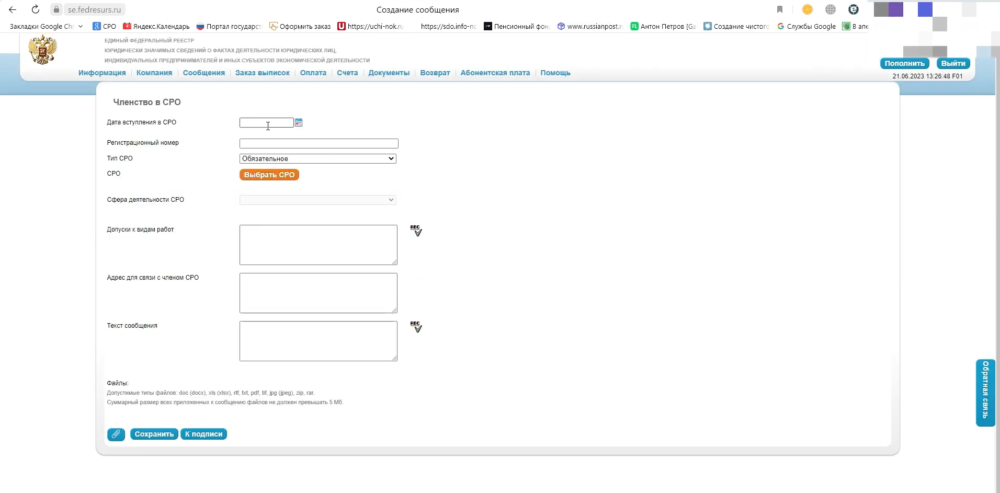 se.fedresurs.ru
Создание сообщения
Закладки Google Ch
СРО
Яндекс.Календарь
Портал государст
Оформить заказ
https://uchi-nok.ru
https://sdo.info-no
Пенсионный фон
www.russianpost.r
Антон Петров [Ga
Создание чистого
Службы Google
В апе
ЕДИНЫЙ ФЕДЕРАЛЬНЫЙ РЕЕСТР
ЮРИДИЧЕСКИ ЗНАЧИМЫХ СВЕДЕНИЙ О ФАКТАХ ДЕЯТЕЛЬНОСТИ ЮРИДИЧЕСКИХ ЛИЦ,
ИНДИВИДУАЛЬНЫХ ПРЕДПРИНИМАТЕЛЕЙ И ИНЫХ СУБЪЕКТОВ ЭКОНОМИЧЕСКОЙ ДЕЯТЕЛЬНОСТИ
Пополнить Выйти
Информация Компания Сообщения Заказ выписок Оплата Счета Документы Возврат Абонентская плата Помощь
21.06.2023 13:26:48 F01
Членство в СРО
Дата вступления в СРО
Регистрационный номер
Тип СРО Обязательное
СРО Выбрать СРО
Сфера деятельности СРО
Допуски к видам работ ABC
Адрес для связи с членом СРО
Текст сообщения ABC
Обратная связь
Файлы:
Допустимые типы файлов: doc (docx), xls (xlsx), rtf, txt, pdf, tif, jpg (jpeg), zip, rar.
Суммарный размер всех приложенных к сообщению файлов не должен превышать 5 Мб.
Сохранить К подписи